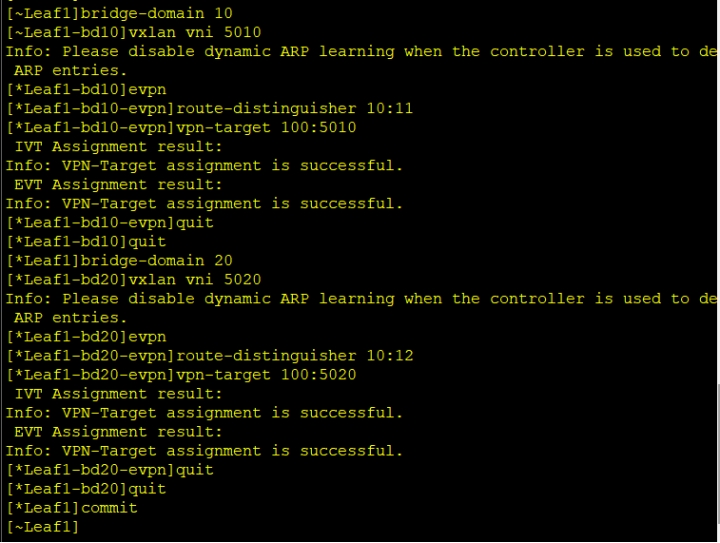 [~Leaf1]bridge-domain 10
[~Leaf1-bd10]vxlan vni 5010
Info: Please disable dynamic ARP learning when the controller is used to de
ARP entries.
[*Leaf1-bd10]evpn
[*Leaf1-bd10-evpn]route-distinguisher 10:11
[*Leaf1-bd10-evpn]vpn-target 100:5010
IVT Assignment result:
Info: VPN-Target assignment is successful.
EVT Assignment result:
Info: VPN-Target assignment is successful.
[*Leaf1-bd10-evpn]quit
[*Leaf1-bd10]quit
[*Leaf1]bridge-domain 20
[*Leaf1-bd20]vxlan vni 5020
Info: Please disable dynamic ARP learning when the controller is used to de
ARP entries.
[*Leaf1-bd20]evpn
[*Leaf1-bd20-evpn]route-distinguisher 10:12
[*Leaf1-bd20-evpn]vpn-target 100:5020
IVT Assignment result:
Info: VPN-Target assignment is successful.
EVT Assignment result:
Info: VPN-Target assignment is successful.
[*Leaf1-bd20-evpn]quit
[*Leaf1-bd20]quit
[*Leaf1]commit
[~Leaf1]